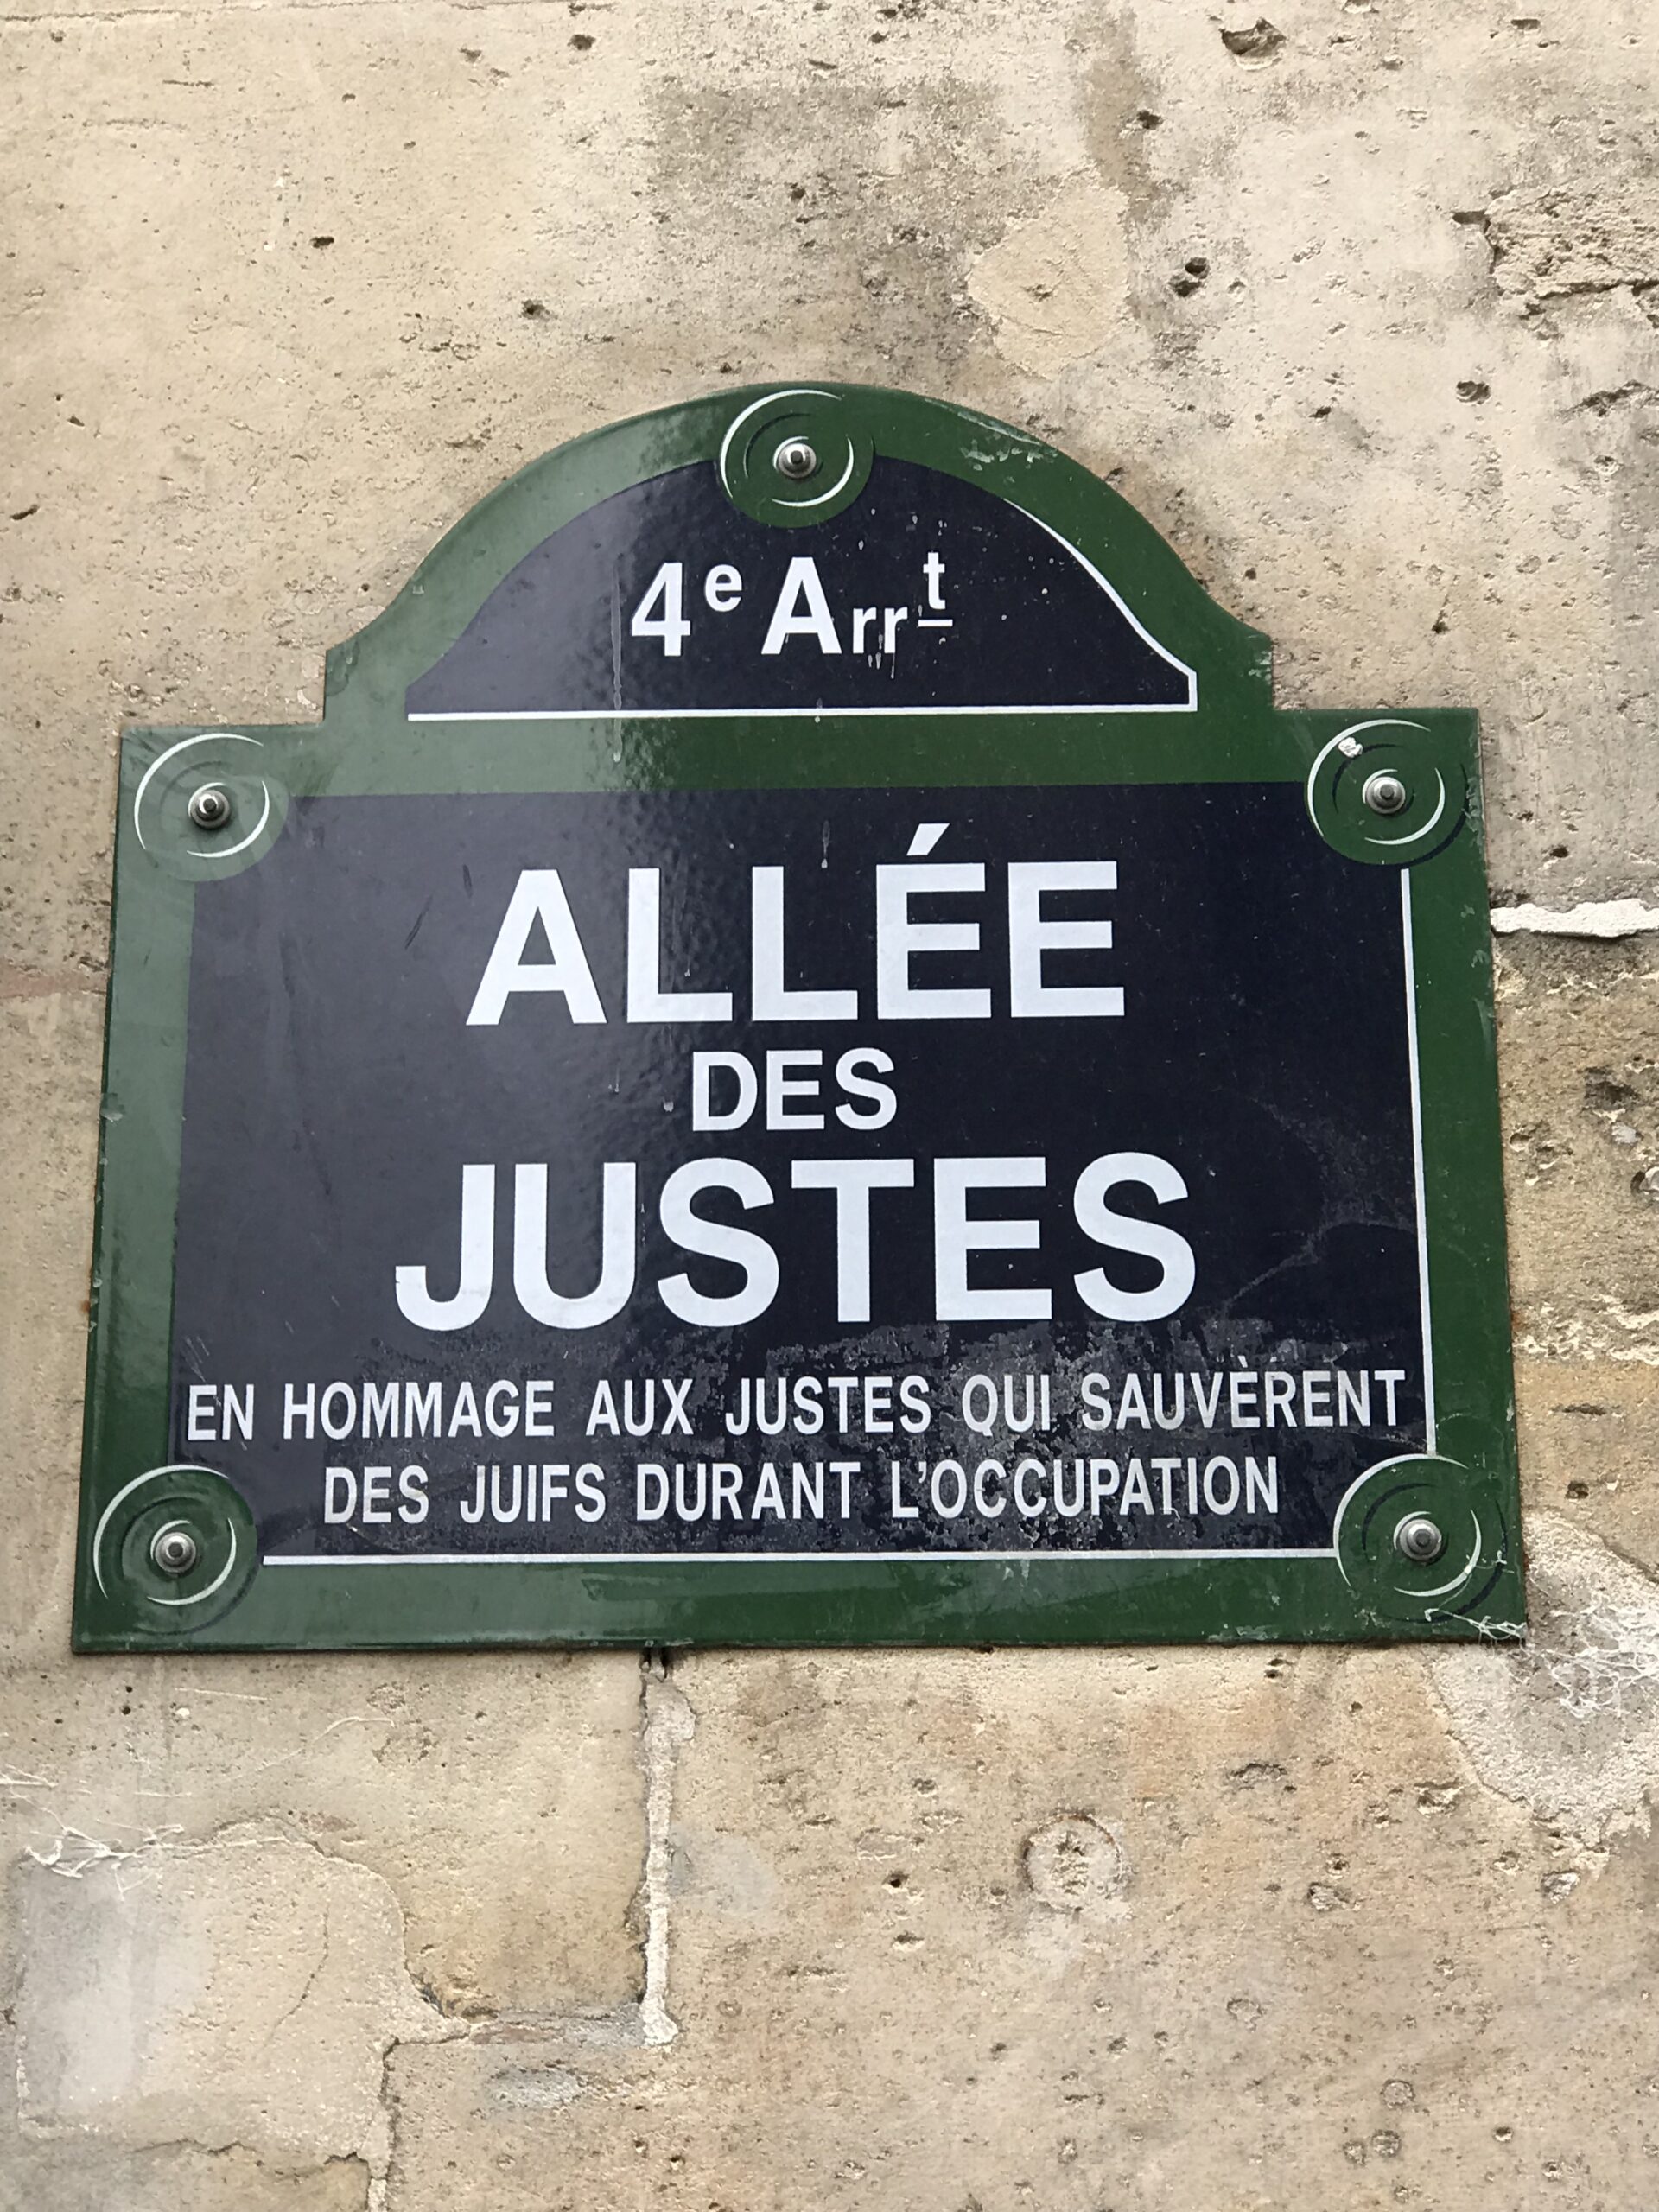 4e Arrt
ALLÉE
DES
JUSTES
EN HOMMAGE AUX JUSTES QUI SAUVÈRENT
DES JUIFS DURANT L'OCCUPATION